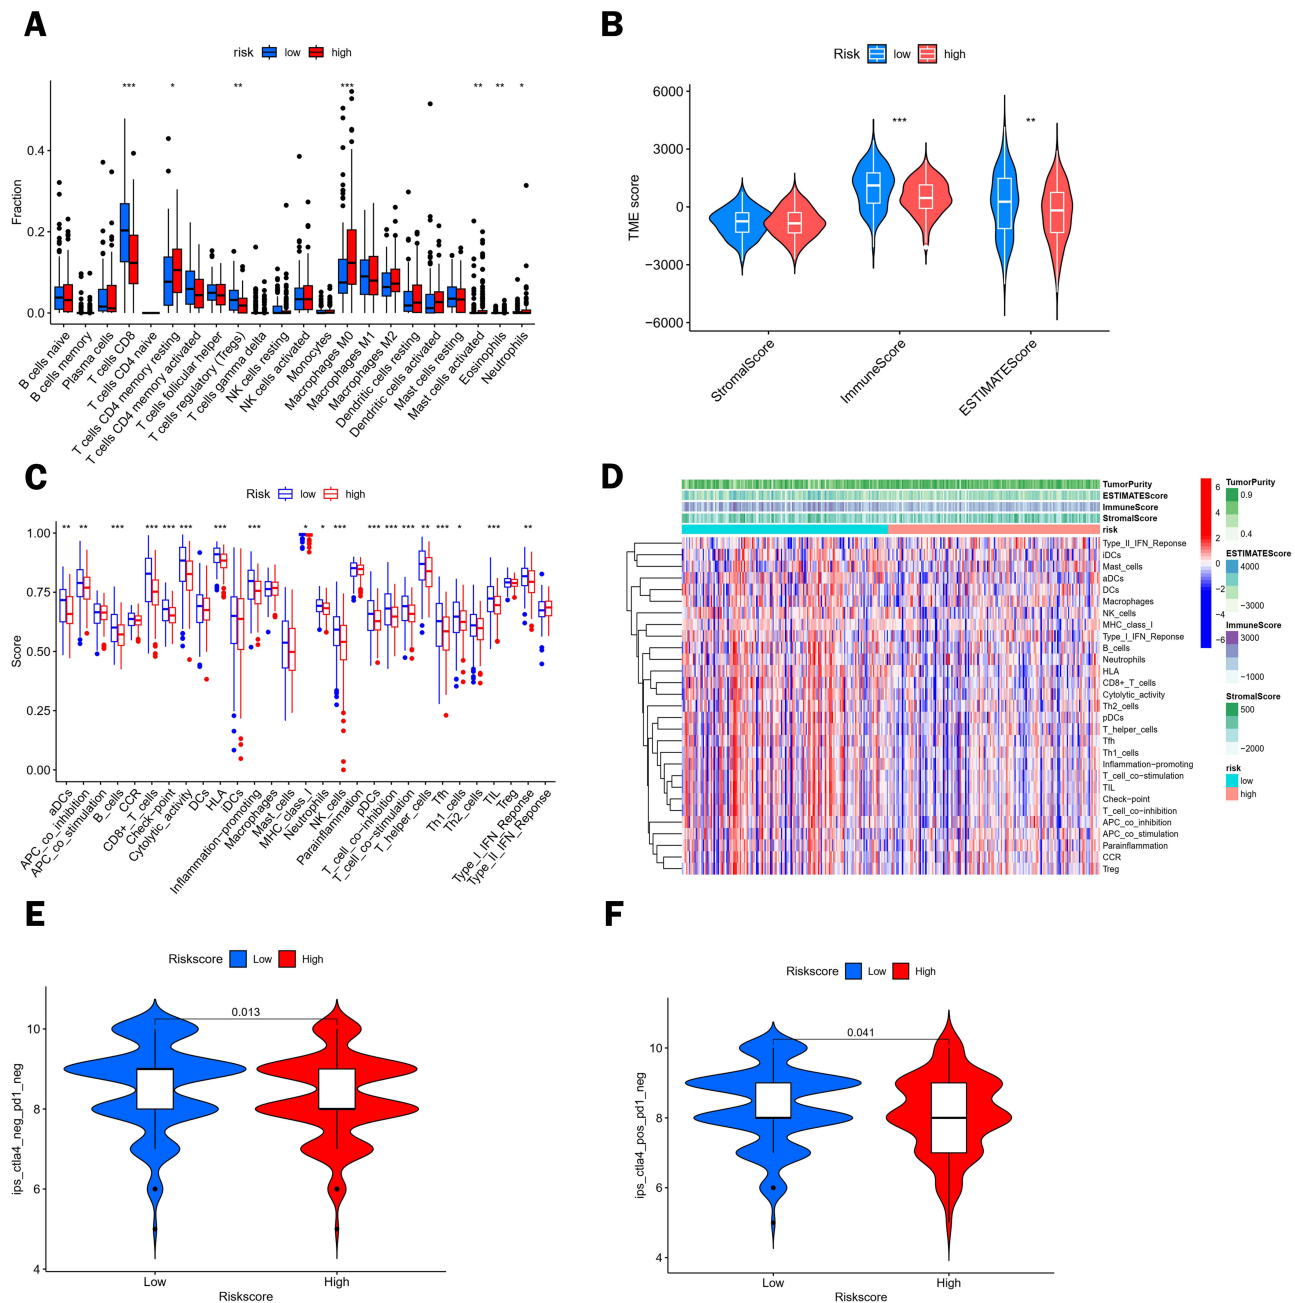 A
risk low high
Fraction
0.4
0.2
0.0
*** * ** *** ** ** *
B cells naive
B cells memory
Plasma cells
T cells CD8
T cells CD4 naive
T cells CD4 memory resting
T cells CD4 memory activated
T cells follicular helper
T cells regulatory (Tregs)
T cells gamma delta
NK cells resting
NK cells activated
Monocytes
Macrophages M0
Macrophages M1
Macrophages M2
Dendritic cells resting
Dendritic cells activated
Mast cells resting
Mast cells activated
Eosinophils
Neutrophils
B
Risk low high
TME score
6000
3000
0
−3000
−6000
*** **
StromalScore
ImmuneScore
ESTIMATEScore
C
Risk low high
Score
1.00
0.75
0.50
0.25
0.00
** ** *** *** *** *** *** *** * * *** *** *** *** ** *** * *** **
aDCs
APC_co_inhibition
APC_co_stimulation
B_cells
CCR
CD8+_T_cells
Check−point
Cytolytic_activity
DCs
HLA
iDCs
Inflammation−promoting
Macrophages
Mast_cells
MHC_class_I
Neutrophils
NK_cells
Parainflammation
pDCs
T_cell_co−inhibition
T_cell_co−stimulation
T_helper_cells
Tfh
Th1_cells
Th2_cells
TIL
Treg
Type_I_IFN_Reponse
Type_II_IFN_Reponse
D
TumorPurity
ESTIMATEScore
ImmuneScore
StromalScore
risk
Type_II_IFN_Reponse
iDCs
Mast_cells
aDCs
DCs
Macrophages
NK_cells
MHC_class_I
Type_I_IFN_Reponse
B_cells
Neutrophils
HLA
CD8+_T_cells
Cytolytic_activity
Th2_cells
pDCs
T_helper_cells
Tfh
Th1_cells
Inflammation−promoting
T_cell_co−stimulation
TIL
Check−point
T_cell_co−inhibition
APC_co_inhibition
APC_co_stimulation
Parainflammation
CCR
Treg
6
4
2
0
−2
−4
−6
TumorPurity
0.9
0.4
ESTIMATEScore
4000
−3000
ImmuneScore
3000
−1000
StromalScore
500
−2000
risk
low
high
E
Riskscore Low High
ips_ctla4_neg_pd1_neg
10
8
6
4
0.013
Low High
Riskscore
F
Riskscore Low High
ips_ctla4_pos_pd1_neg
10
8
6
4
0.041
Low High
Riskscore